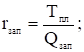 r_зап = T_пл / Q_зап ;